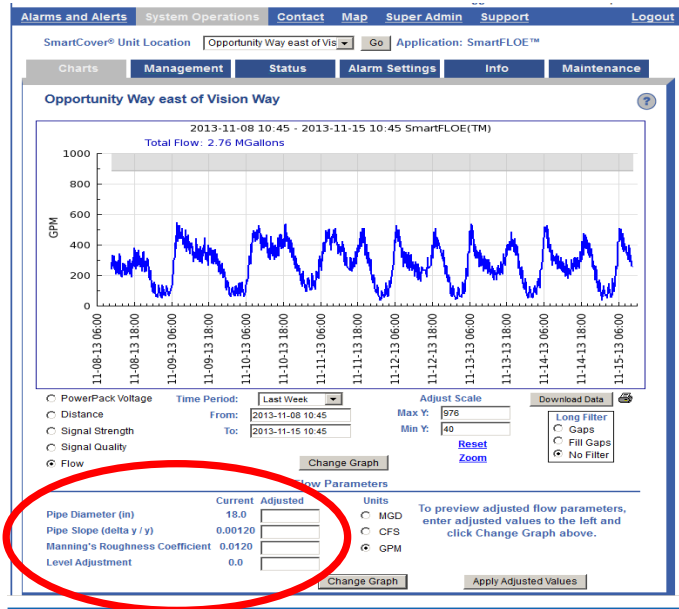 Alarms and Alerts System Operations Contact Map Super Admin Support Logout
SmartCover® Unit Location Opportunity Way east of Vis Go Application: SmartFLOE™
Charts Management Status Alarm Settings Info Maintenance
Opportunity Way east of Vision Way ?
2013-11-08 10:45 - 2013-11-15 10:45 SmartFLOE(TM)
Total Flow: 2.76 MGallons
1000
800
600
400
200
0
GPM
11-08-13 06:00
11-08-13 18:00
11-09-13 06:00
11-09-13 18:00
11-10-13 06:00
11-10-13 18:00
11-11-13 06:00
11-11-13 18:00
11-12-13 06:00
11-12-13 18:00
11-13-13 06:00
11-13-13 18:00
11-14-13 06:00
11-14-13 18:00
11-15-13 06:00
PowerPack Voltage Time Period: Last Week Adjust Scale Download Data
Distance From: 2013-11-08 10:45 Max Y: 976 Long Filter
Signal Strength To: 2013-11-15 10:45 Min Y: 40 Gaps
Signal Quality Reset Fill Gaps
Flow Change Graph Zoom No Filter
Flow Parameters
Current Adjusted Units
Pipe Diameter (in) 18.0 MGD
Pipe Slope (delta y / y) 0.00120 CFS
Manning's Roughness Coefficient 0.0120 GPM
Level Adjustment 0.0
To preview adjusted flow parameters,
enter adjusted values to the left and
click Change Graph above.
Change Graph Apply Adjusted Values